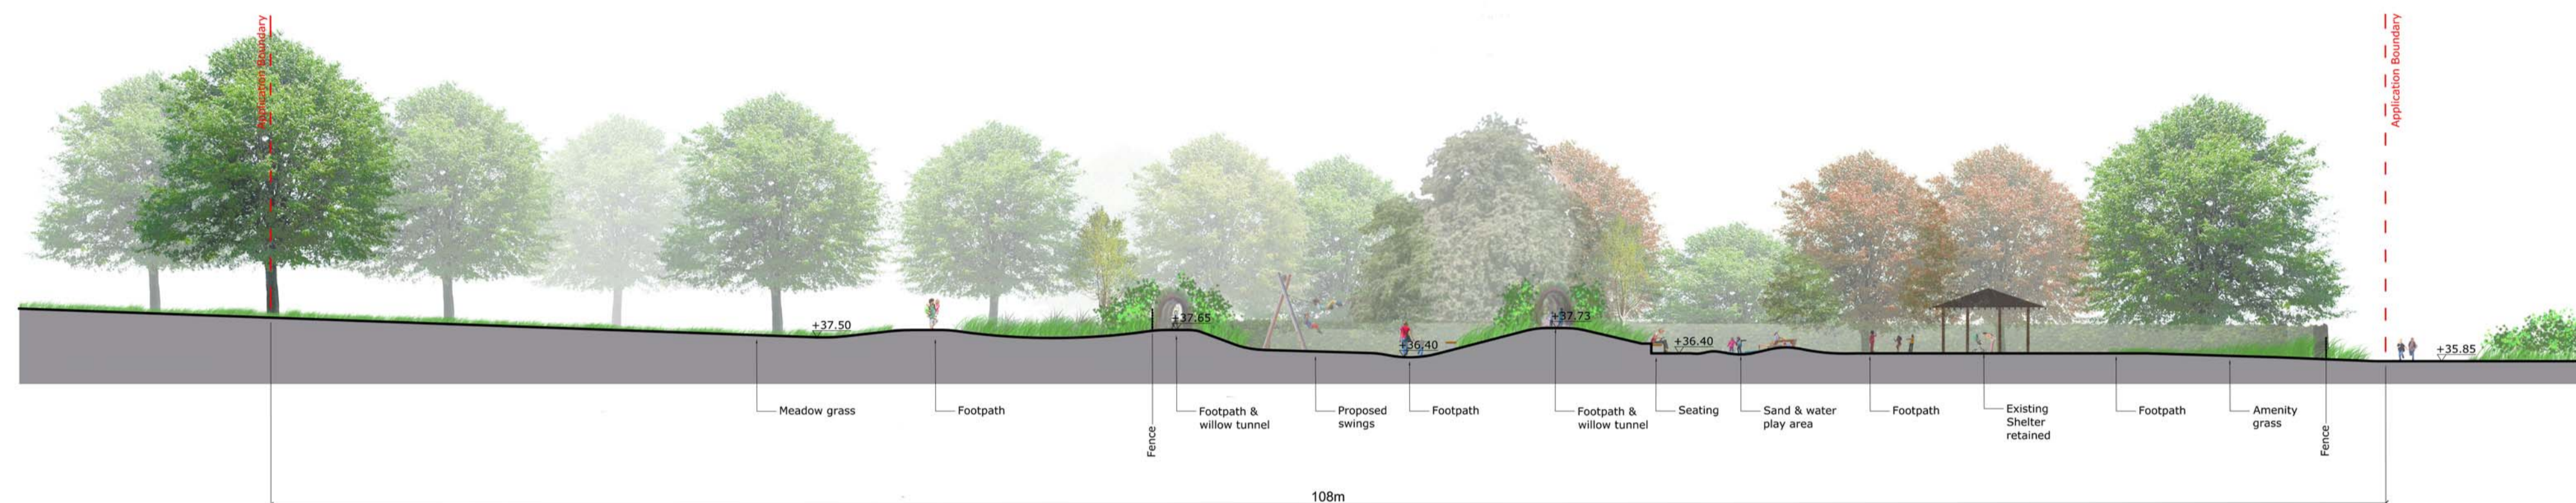 Application Boundary
Application Boundary
+37.50
+37.65
+36.40
+37.73
+36.40
+35.85
Meadow grass
Footpath
Fence
Footpath &
willow tunnel
Proposed
swings
Footpath
Footpath &
willow tunnel
Seating
Sand & water
play area
Footpath
Existing
Shelter
retained
Footpath
Amenity
grass
Fence
108m